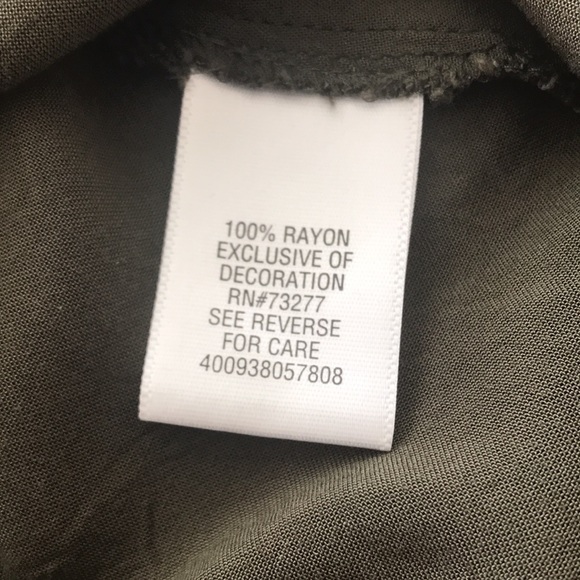 100% RAYON
EXCLUSIVE OF
DECORATION
RN#73277
SEE REVERSE
FOR CARE
400938057808